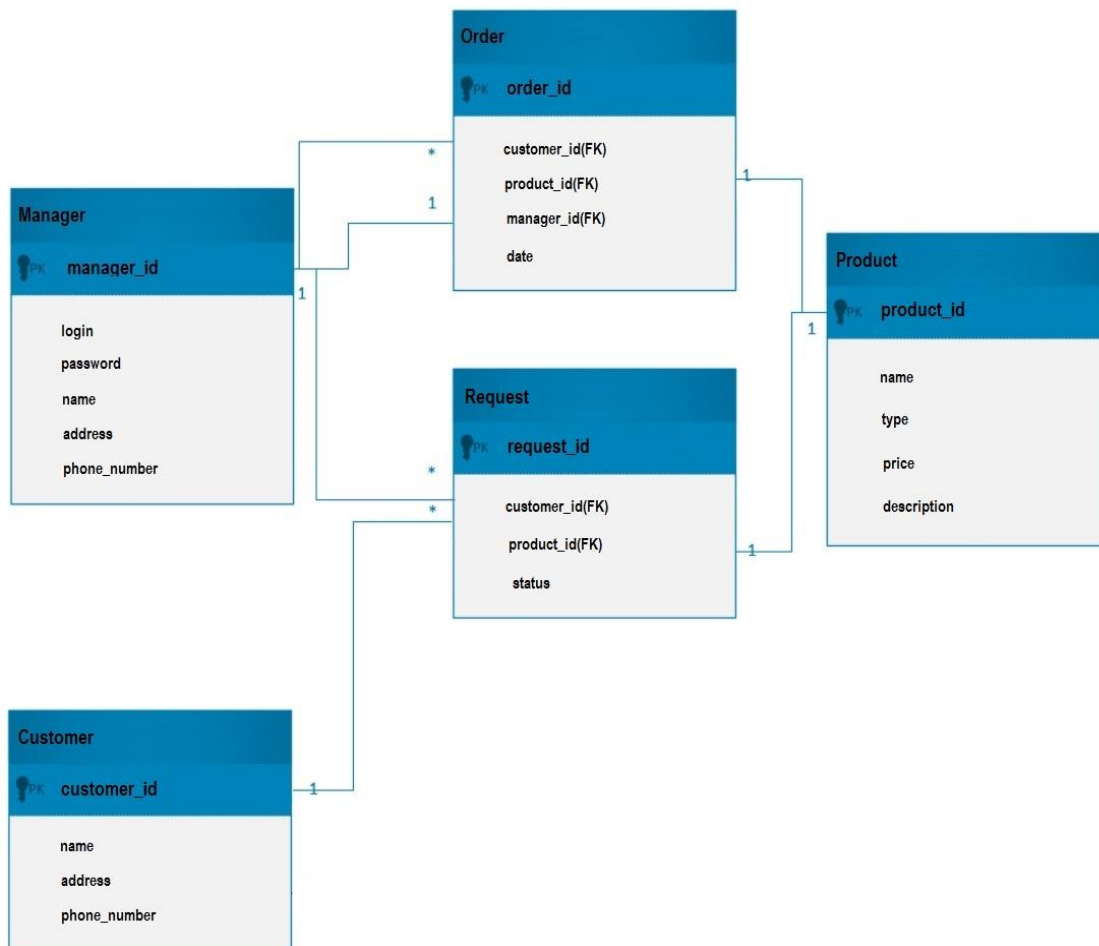 Order
PK order_id
customer_id(FK)
product_id(FK)
manager_id(FK)
date
*
1
1
Manager
PK manager_id
1
login
password
name
address
phone_number
Product
PK product_id
1
name
type
price
description
Request
PK request_id
customer_id(FK)
product_id(FK)
status
*
*
1
Customer
PK customer_id
1
name
address
phone_number